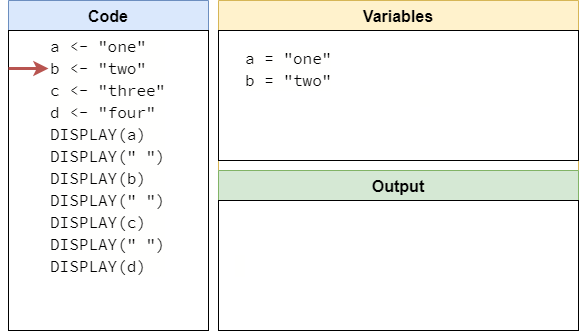 Code
a <- "one"
b <- "two"
c <- "three"
d <- "four"
DISPLAY(a)
DISPLAY(" ")
DISPLAY(b)
DISPLAY(" ")
DISPLAY(c)
DISPLAY(" ")
DISPLAY(d)
Variables
a = "one"
b = "two"
Output